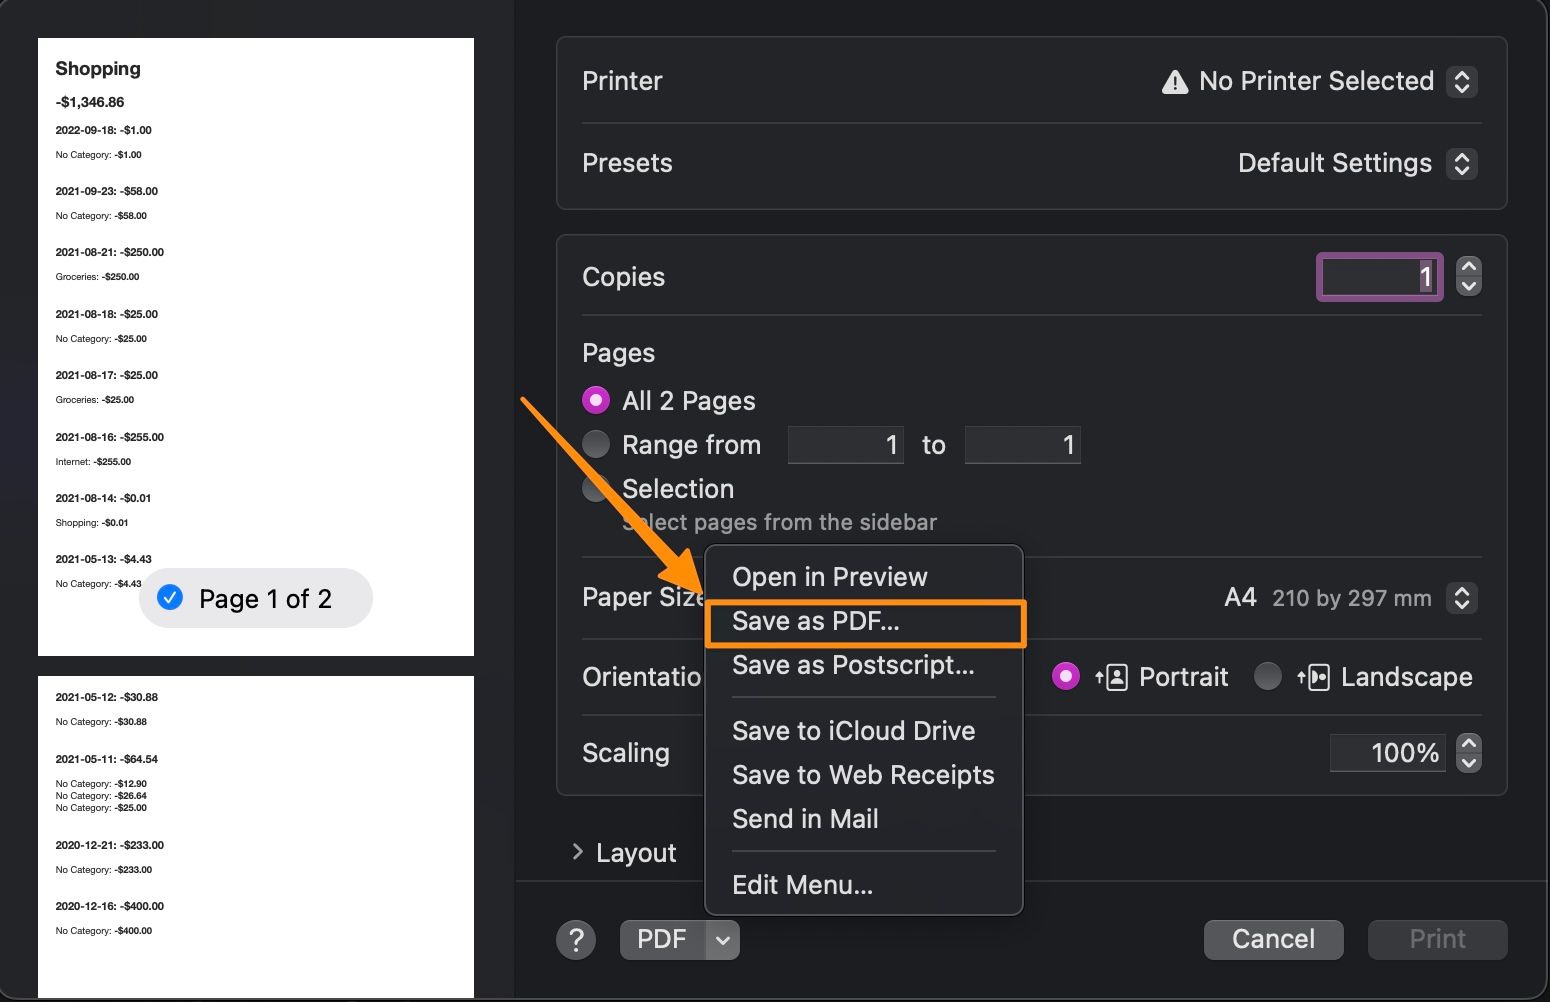 Shopping
-$1,346.86
2022-09-18: -$1.00
No Category: -$1.00
2021-09-23: -$58.00
No Category: -$58.00
2021-08-21: -$250.00
Groceries: -$250.00
2021-08-18: -$25.00
No Category: -$25.00
2021-08-17: -$25.00
Groceries: -$25.00
2021-08-16: -$255.00
Internet: -$255.00
2021-08-14: -$0.01
Shopping: -$0.01
2021-05-13: -$4.43
No Category: -$4.43
Page 1 of 2
2021-05-12: -$30.88
No Category: -$30.88
2021-05-11: -$64.54
No Category: -$12.90
No Category: -$26.64
No Category: -$25.00
2020-12-21: -$233.00
No Category: -$233.00
2020-12-16: -$400.00
No Category: -$400.00
Printer No Printer Selected
Presets Default Settings
Copies 1
Pages
All 2 Pages
Range from 1 to 1
Selection
Select pages from the sidebar
Paper Size A4 210 by 297 mm
Orientatio Portrait Landscape
Scaling 100%
Layout
Open in Preview
Save as PDF...
Save as Postscript...
Save to iCloud Drive
Save to Web Receipts
Send in Mail
Edit Menu...
? PDF Cancel Print